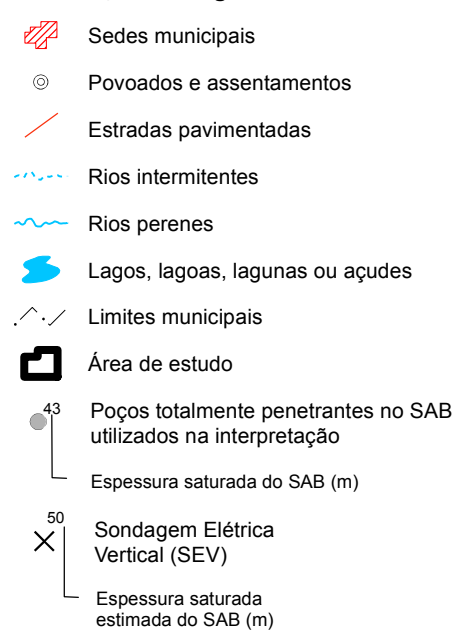 Sedes municipais
Povoados e assentamentos
Estradas pavimentadas
Rios intermitentes
Rios perenes
Lagos, lagoas, lagunas ou açudes
Limites municipais
Área de estudo
43
Poços totalmente penetrantes no SAB
utilizados na interpretação
Espessura saturada do SAB (m)
50
Sondagem Elétrica
Vertical (SEV)
Espessura saturada
estimada do SAB (m)